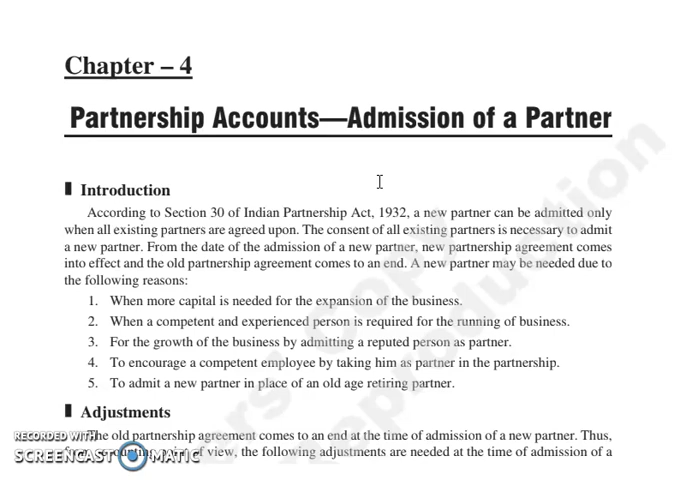 Chapter – 4
Partnership Accounts—Admission of a Partner
Introduction
According to Section 30 of Indian Partnership Act, 1932, a new partner can be admitted only
when all existing partners are agreed upon. The consent of all existing partners is necessary to admit
a new partner. From the date of the admission of a new partner, new partnership agreement comes
into effect and the old partnership agreement comes to an end. A new partner may be needed due to
the following reasons:
1. When more capital is needed for the expansion of the business.
2. When a competent and experienced person is required for the running of business.
3. For the growth of the business by admitting a reputed person as partner.
4. To encourage a competent employee by taking him as partner in the partnership.
5. To admit a new partner in place of an old age retiring partner.
Adjustments
The old partnership agreement comes to an end at the time of admission of a new partner. Thus,
of view, the following adjustments are needed at the time of admission of a
RECORDED WITH
SCREENCAST MATIC